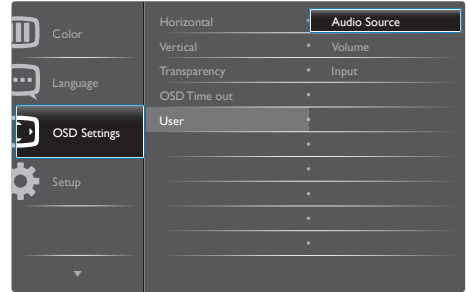 Color
Language
OSD Settings
Setup
Horizontal
Vertical
Transparency
OSD Time out
User
Audio Source
Volume
Input